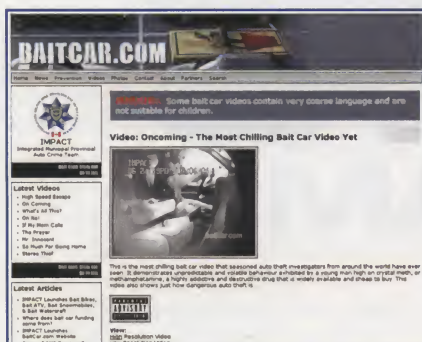 BAITCAR.COM
Home News Prevention Videos Photos Contact About Partners Search
IMPACT
Integrated Municipal Provincial
Auto Crime Team
Some bait car videos contain very coarse language and are
not suitable for children.
Video: Oncoming - The Most Chilling Bait Car Video Yet
IMPACT
baitcar.com
Latest Videos
• High Speed Escape
• On Coming
• What's All This?
• If My Mom Calls
• The Prayer
• Mr. Innocent
• So Much For Going Home
• Stereo Thief
Latest Articles
• IMPACT Launches Bait Bikes,
Bait ATV, Bait Snowmobiles,
& Bait Watercraft
• Where does bait car funding
come from?
• IMPACT Launches
BaitCar.com Website
This is the most chilling bait car video that seasoned auto theft investigators from around the world have ever
seen. It demonstrates unpredictable and volatile behaviour exhibited by a young man high on crystal meth, or
methamphetamine, a highly addictive and destructive drug that is widely available and cheap to buy. This
video also shows just how dangerous auto theft is.
PARENTAL
ADVISORY
View:
High Resolution Video